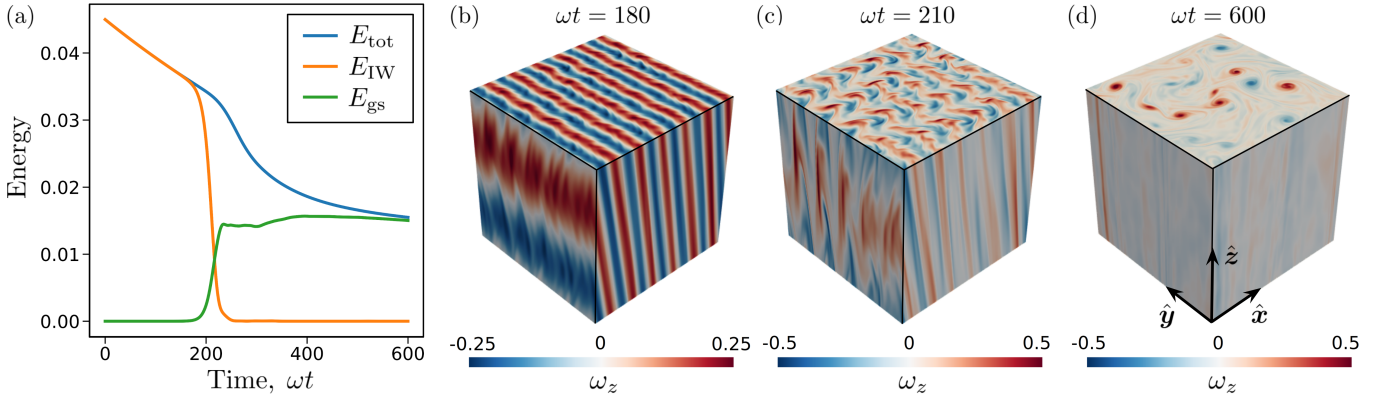 (a)
Energy
0.04
0.03
0.02
0.01
0.00
0
200
400
600
Time, ωt
E_tot
E_IW
E_gs
(b)
ωt = 180
-0.25
0
0.25
ω_z
(c)
ωt = 210
-0.5
0
0.5
ω_z
(d)
ωt = 600
ẑ
ŷ
x̂
-0.5
0
0.5
ω_z